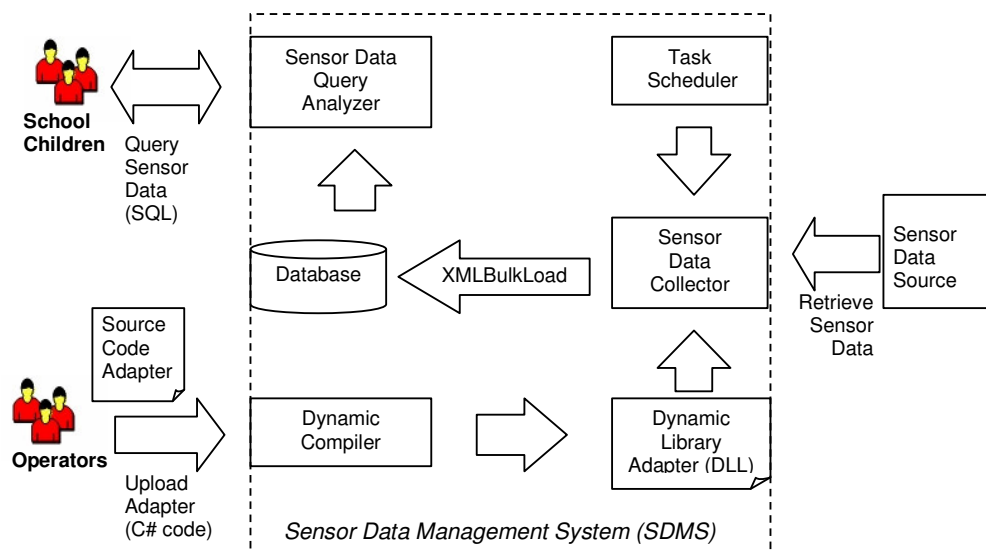 Sensor Data
Query
Analyzer
Task
Scheduler
School
Children
Query
Sensor
Data
(SQL)
Database
XMLBulkLoad
Sensor
Data
Collector
Sensor
Data
Source
Retrieve
Sensor
Data
Source
Code
Adapter
Operators
Upload
Adapter
(C# code)
Dynamic
Compiler
Dynamic
Library
Adapter (DLL)
Sensor Data Management System (SDMS)